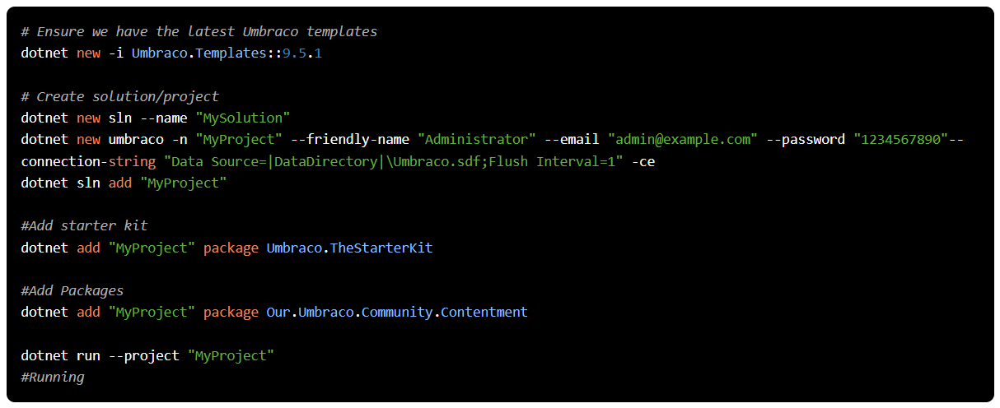 # Ensure we have the latest Umbraco templates
dotnet new -i Umbraco.Templates::9.5.1
# Create solution/project
dotnet new sln --name "MySolution"
dotnet new umbraco -n "MyProject" --friendly-name "Administrator" --email "admin@example.com" --password "1234567890"--
connection-string "Data Source=|DataDirectory|\Umbraco.sdf;Flush Interval=1" -ce
dotnet sln add "MyProject"
#Add starter kit
dotnet add "MyProject" package Umbraco.TheStarterKit
#Add Packages
dotnet add "MyProject" package Our.Umbraco.Community.Contentment
dotnet run --project "MyProject"
#Running